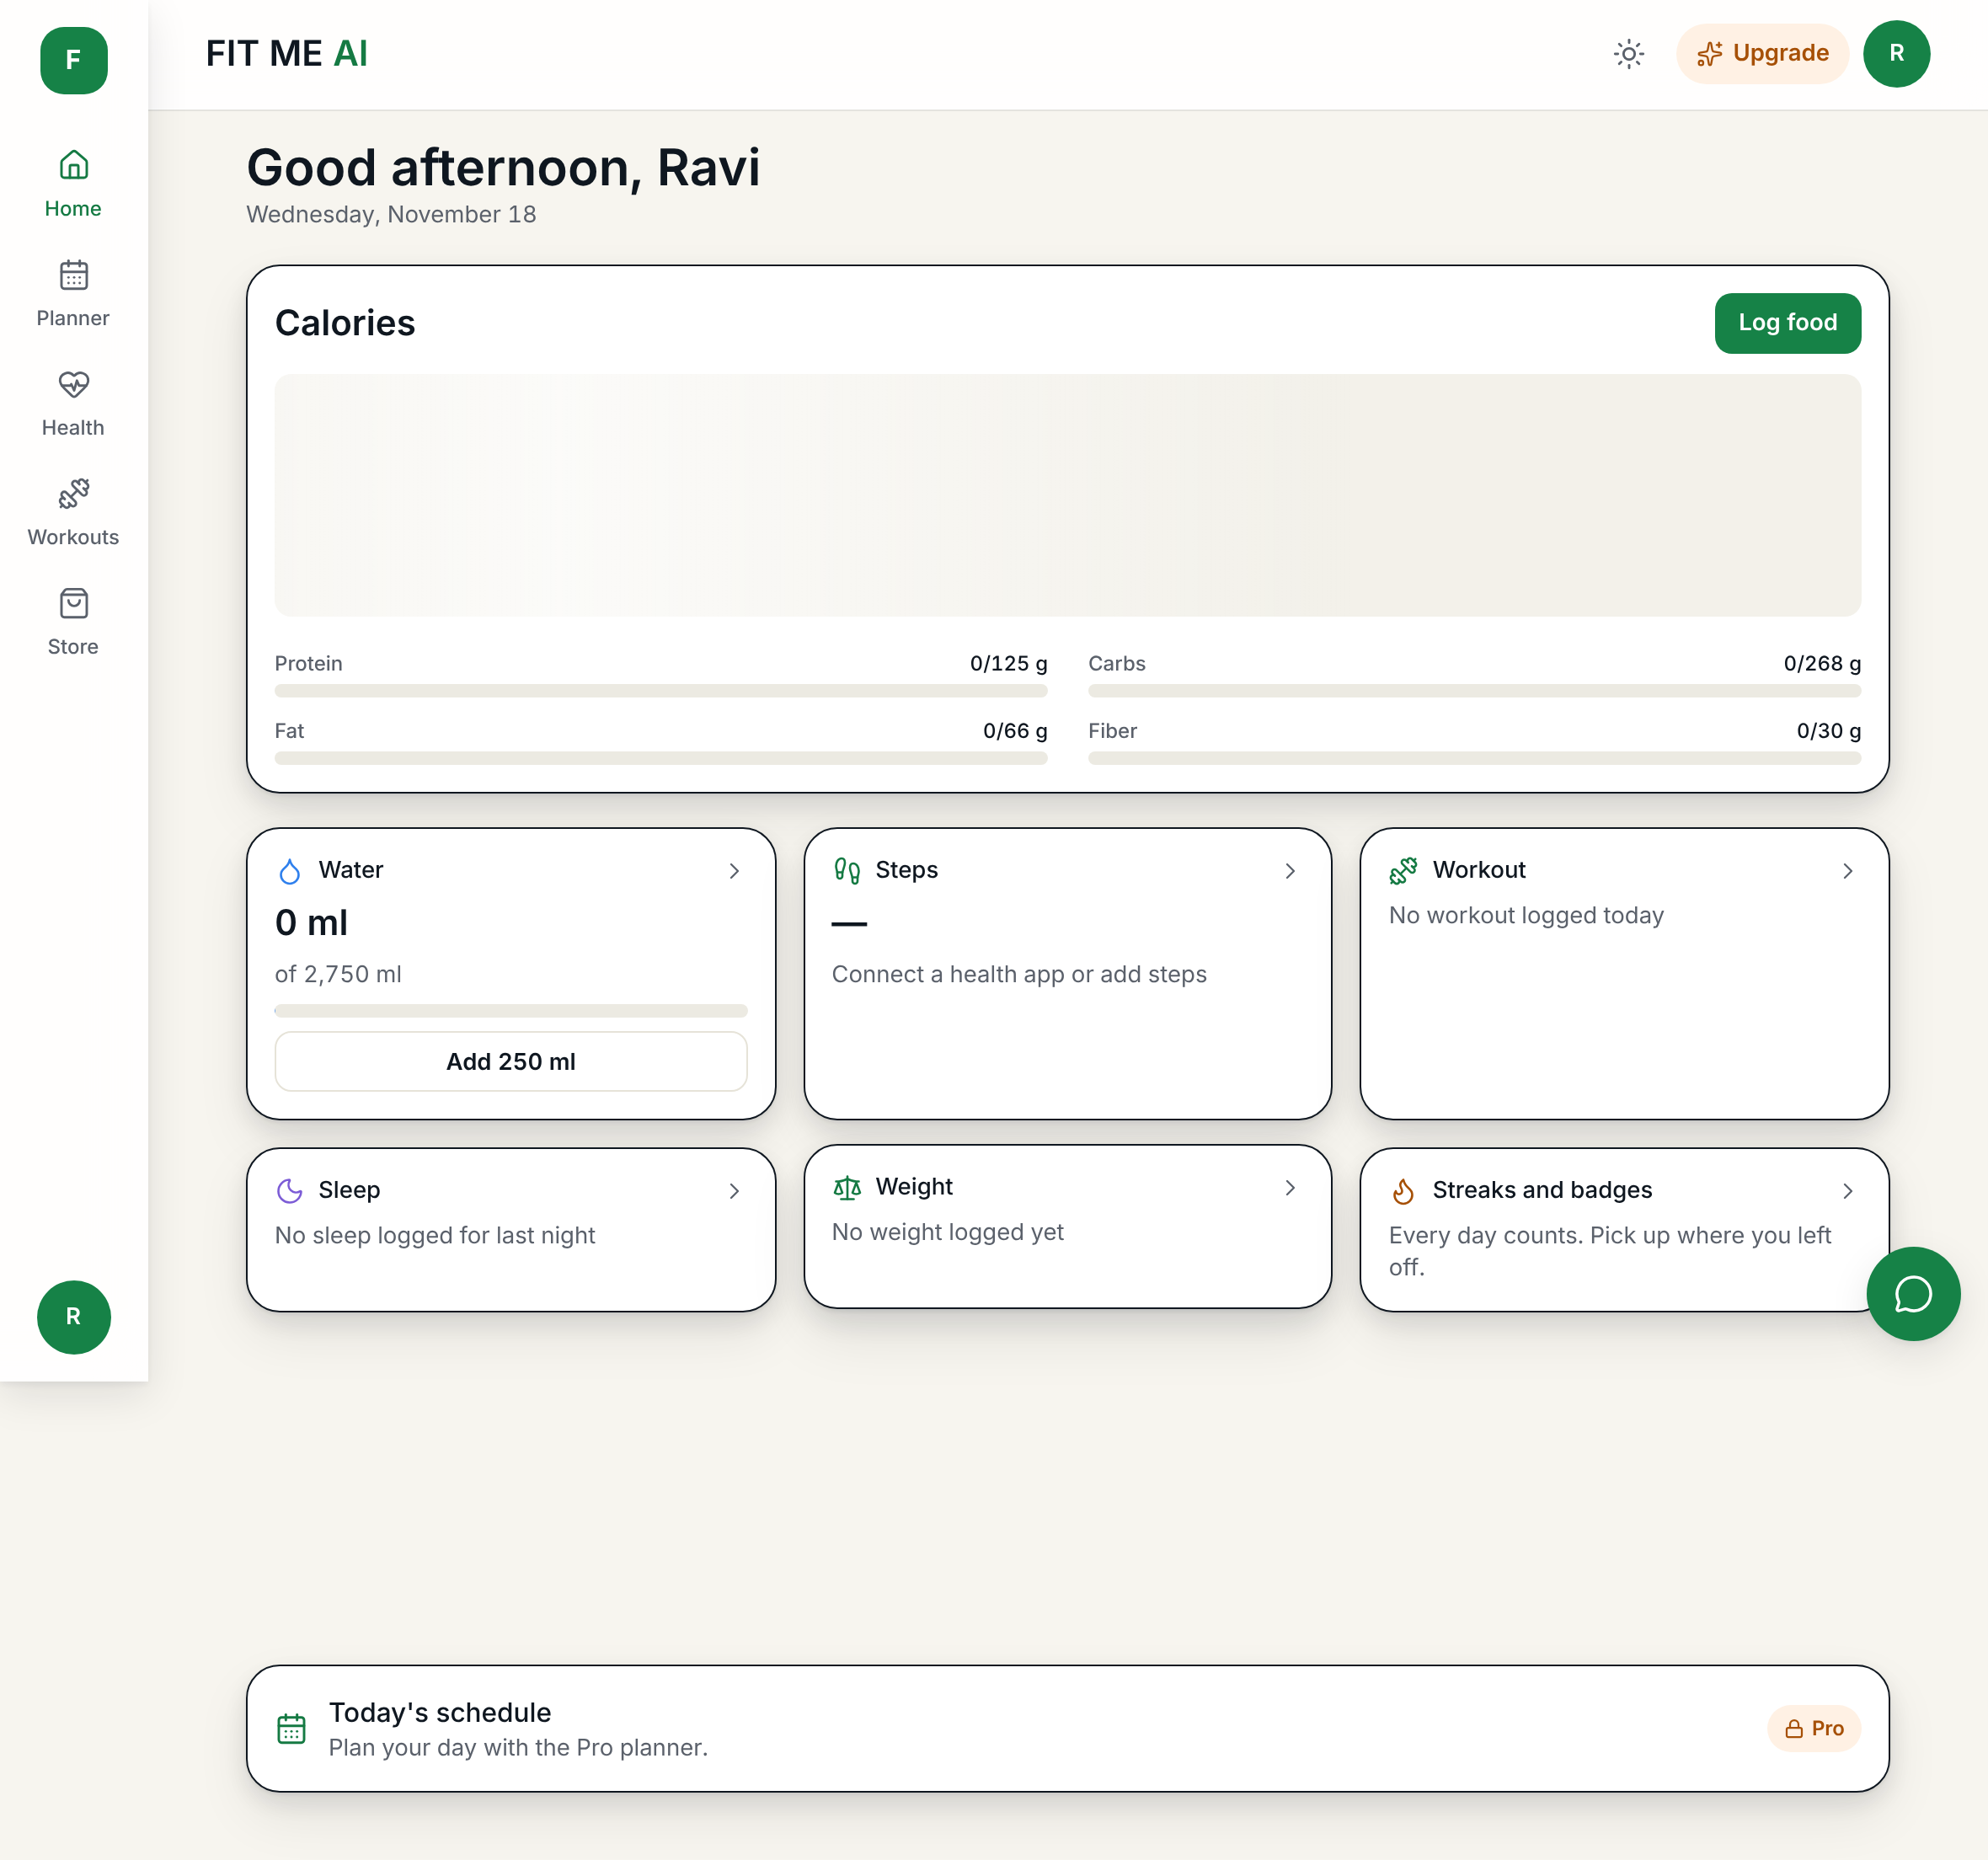 F
FIT ME AI
Upgrade
R
Home
Planner
Health
Workouts
Store
R
Good afternoon, Ravi
Wednesday, November 18
Calories
Log food
Protein
0/125 g
Carbs
0/268 g
Fat
0/66 g
Fiber
0/30 g
Water
0 ml
of 2,750 ml
Add 250 ml
Steps
—
Connect a health app or add steps
Workout
No workout logged today
Sleep
No sleep logged for last night
Weight
No weight logged yet
Streaks and badges
Every day counts. Pick up where you left
off.
Today's schedule
Plan your day with the Pro planner.
Pro